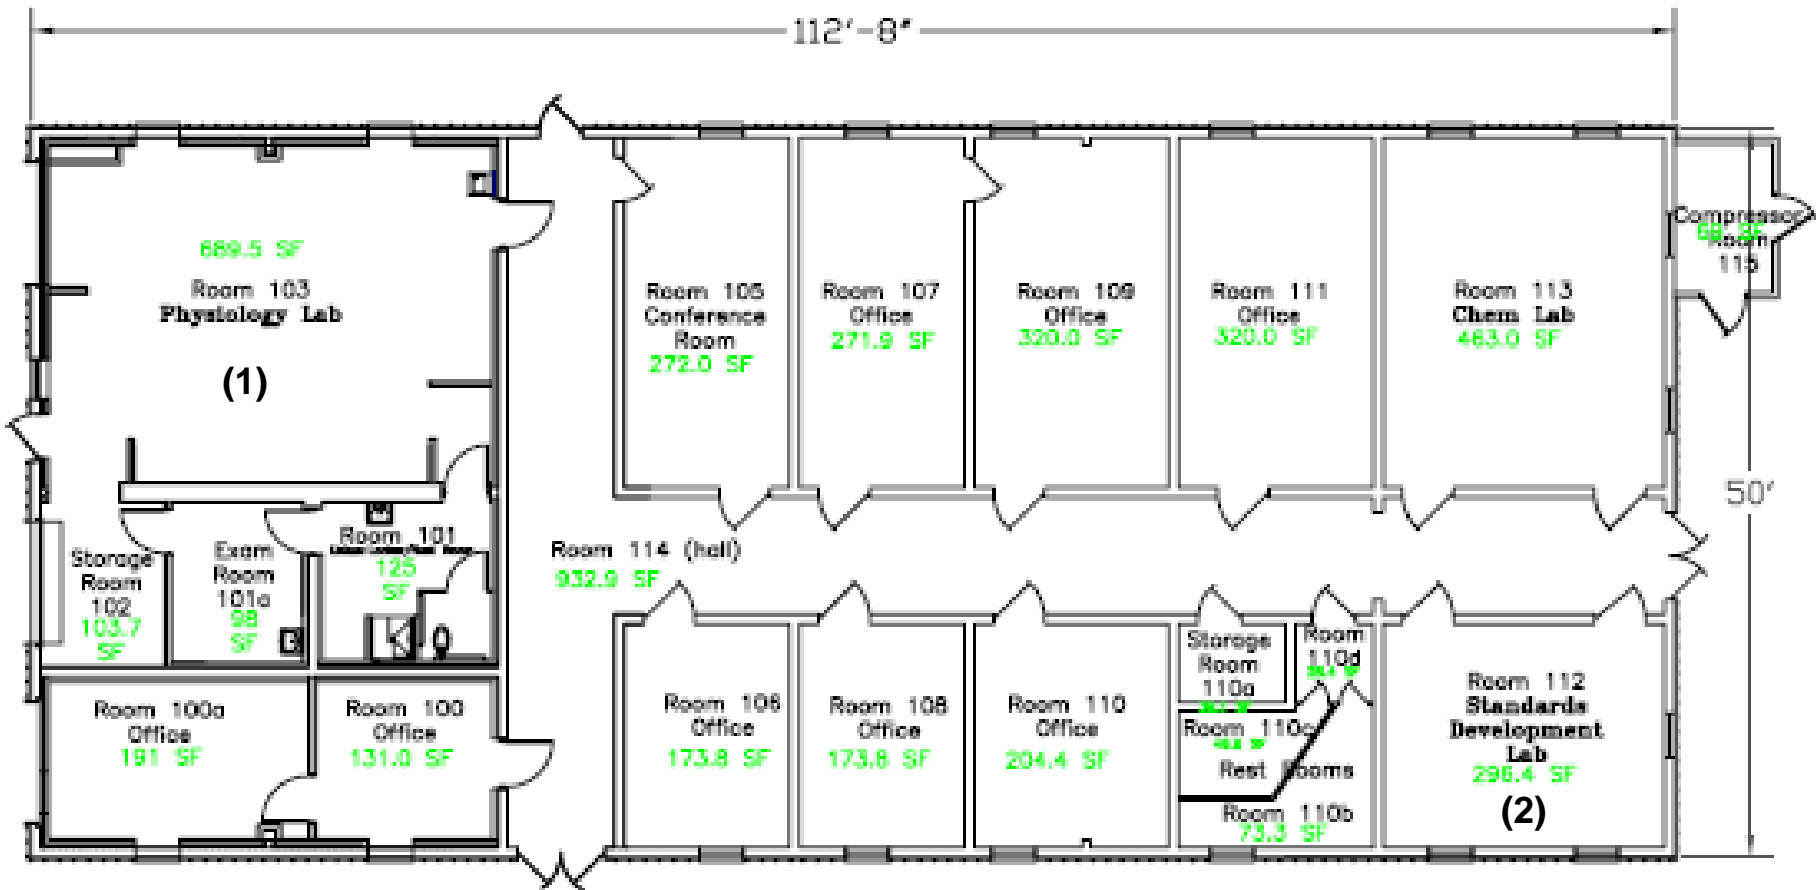 112'-8"
689.5 SF
Room 103
Physiology Lab
(1)
Room 105
Conference
Room
272.0 SF
Room 107
Office
271.9 SF
Room 109
Office
320.0 SF
Room 111
Office
320.0 SF
Room 113
Chem Lab
463.0 SF
Compressor
Room
115
50'
Storage
Room
102
103.7
SF
Exam
Room
101a
98
SF
Room 101
125
SF
Room 114 (hall)
932.9 SF
Room 100a
Office
191 SF
Room 100
Office
131.0 SF
Room 106
Office
173.8 SF
Room 108
Office
173.8 SF
Room 110
Office
204.4 SF
Storage
Room
110a
Room
110d
Room 110c
Rest Rooms
Room 110b
73.3 SF
Room 112
Standards
Development
Lab
296.4 SF
(2)